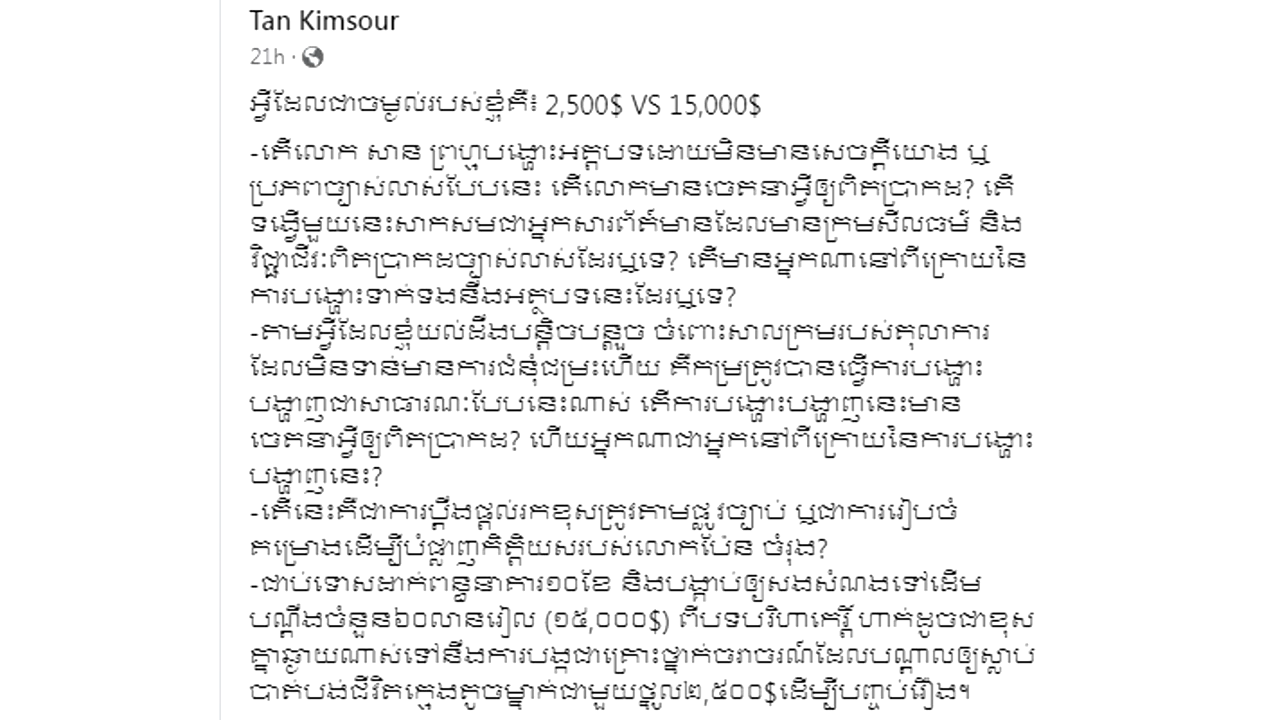 Tan Kimsour
21h ·
អ្វីដែលជាចម្ងល់របស់ខ្ញុំគឺ៖ 2,500$ VS 15,000$
-តើលោក សាន ព្រហ្មបង្ហោះអត្តបទដោយមិនមានសេចក្ដីយោង ឬ
ប្រភពច្បាស់លាស់បែបនេះ តើលោកមានចេតនាអ្វីឲ្យពិតប្រាកដ? តើ
ទង្វើមួយនេះសាកសមជាអ្នកសារព័ត៍មានដែលមានក្រមសីលធម៌ និង
វិជ្ជាជីវៈពិតប្រាកដច្បាស់លាស់ដែរឬទេ? តើមានអ្នកណានៅពីក្រោយនៃ
ការបង្ហោះទាក់ទងនឹងអត្ថបទនេះដែរឬទេ?
-តាមអ្វីដែលខ្ញុំយល់ដឹងបន្តិចបន្តួច ចំពោះសាលក្រមរបស់តុលាការ
ដែលមិនទាន់មានការជំនុំជម្រះហើយ គឺកម្រត្រូវបានធ្វើការបង្ហោះ
បង្ហាញជាសាធារណៈបែបនេះណាស់ តើការបង្ហោះបង្ហាញនេះមាន
ចេតនាអ្វីឲ្យពិតប្រាកដ? ហើយអ្នកណាជាអ្នកនៅពីក្រោយនៃការបង្ហោះ
បង្ហាញនេះ?
-តើនេះគឺជាការប្ដឹងផ្ដល់រកខុសត្រូវតាមផ្លូវច្បាប់ ឬជាការរៀបចំ
គម្រោងដើម្បីបំផ្លាញកិត្តិយសរបស់លោកប៉ែន ចំរុង?
-ជាប់ទោសដាក់ពន្ធនាគារ១០ខែ និងបង្គាប់ឲ្យសងសំណងទៅដើម
បណ្ដឹងចំនួន៦០លានរៀល (១៥,០០០$) ពីបទបរិហាកេរ្តិ៍ ហាក់ដូចជាខុស
គ្នាឆ្ងាយណាស់ទៅនឹងការបង្កជាគ្រោះថ្នាក់ចរាចរណ៍ដែលបណ្ដាលឲ្យស្លាប់
បាត់បង់ជីវិតក្មេងតូចម្នាក់ជាមួយថ្នូល២,៥០០$ដើម្បីបញ្ចប់រឿង។